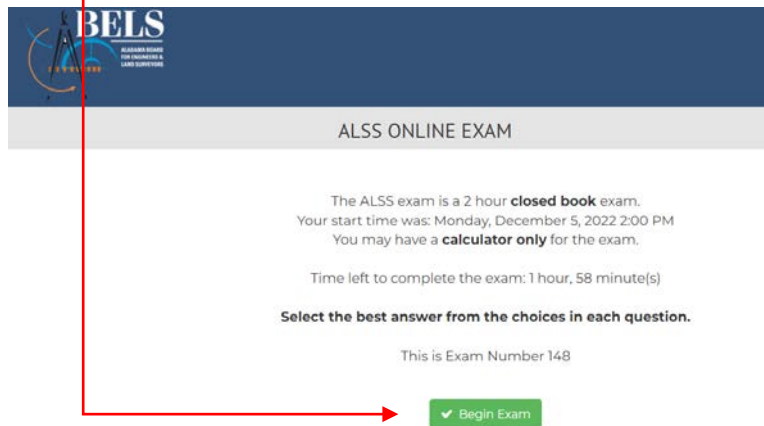 BELS
ALABAMA BOARD
FOR ENGINEERS &
LAND SURVEYORS
ALSS ONLINE EXAM
The ALSS exam is a 2 hour closed book exam.
Your start time was: Monday, December 5, 2022 2:00 PM
You may have a calculator only for the exam.
Time left to complete the exam: 1 hour, 58 minute(s)
Select the best answer from the choices in each question.
This is Exam Number 148
Begin Exam